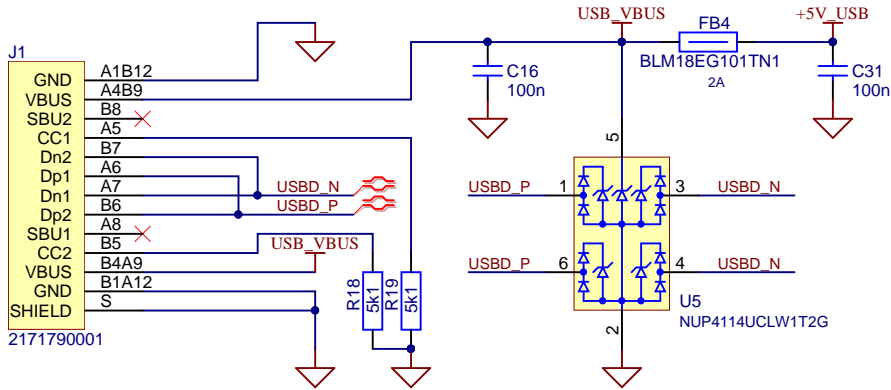 USB_VBUS
FB4
+5V_USB
J1
GND A1B12
VBUS A4B9
SBU2 B8
CC1 A5
Dn2 B7
Dp1 A6
Dn1 A7
Dp2 B6
SBU1 A8
CC2 B5
VBUS B4A9
GND B1A12
SHIELD S
2171790001
USBD_N
USBD_P
USB_VBUS
R18
5k1
R19
5k1
C16
100n
BLM18EG101TN1
2A
C31
100n
5
USBD_P 1
3 USBD_N
USBD_P 6
4 USBD_N
2
U5
NUP4114UCLW1T2G